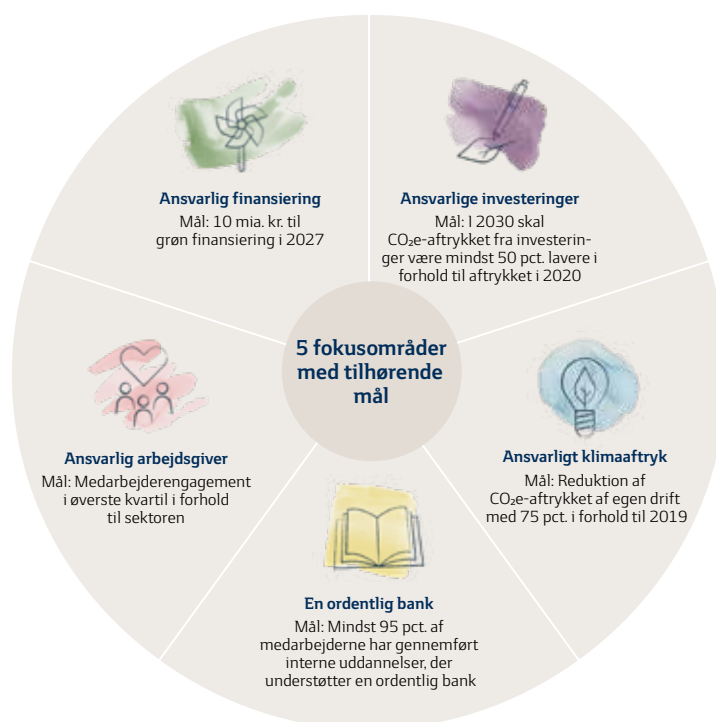 Ansvarlig finansiering
Mål: 10 mia. kr. til
grøn finansiering i 2027
Ansvarlige investeringer
Mål: I 2030 skal
CO₂e-aftrykket fra investerin-
ger være mindst 50 pct. lavere i
forhold til aftrykket i 2020
5 fokusområder
med tilhørende
mål
Ansvarlig arbejdsgiver
Mål: Medarbejderengagement
i øverste kvartil i forhold
til sektoren
Ansvarligt klimaaftryk
Mål: Reduktion af
CO₂e-aftrykket af egen drift
med 75 pct. i forhold til 2019
En ordentlig bank
Mål: Mindst 95 pct. af
medarbejderne har gennemført
interne uddannelser, der
understøtter en ordentlig bank